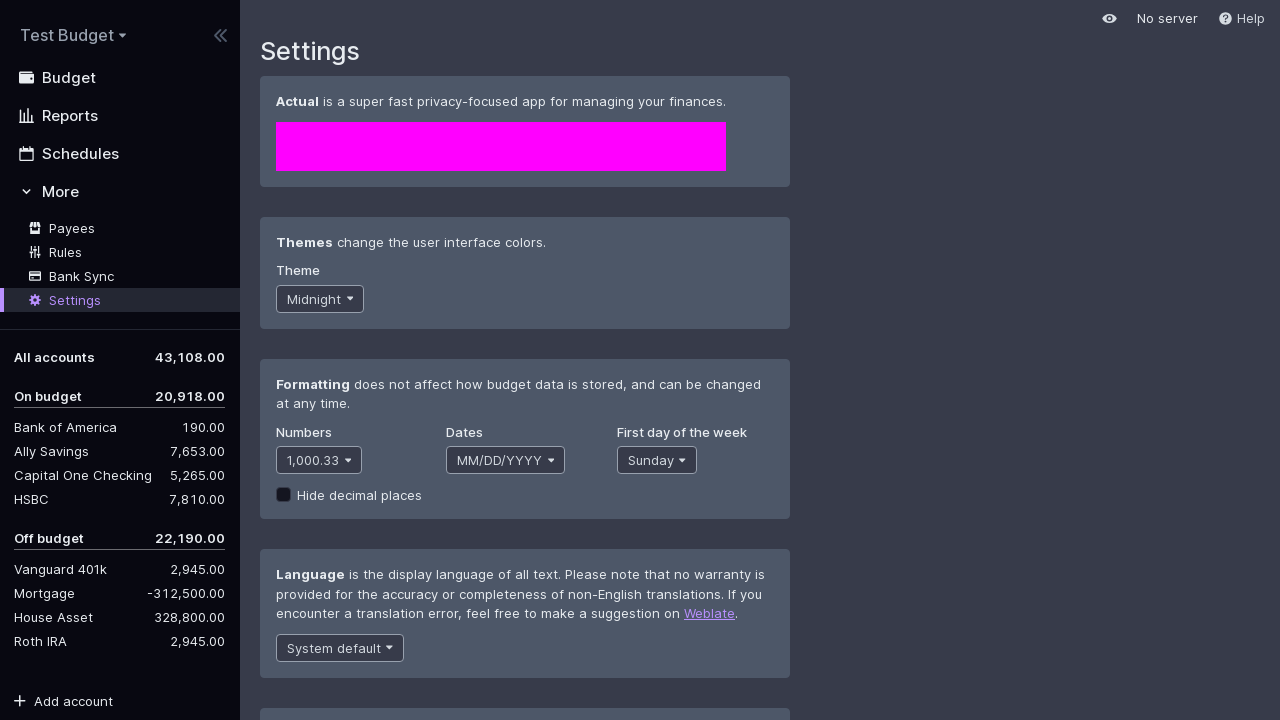 Test Budget
Budget
Reports
Schedules
More
Payees
Rules
Bank Sync
Settings
All accounts 43,108.00
On budget 20,918.00
Bank of America 190.00
Ally Savings 7,653.00
Capital One Checking 5,265.00
HSBC 7,810.00
Off budget 22,190.00
Vanguard 401k 2,945.00
Mortgage -312,500.00
House Asset 328,800.00
Roth IRA 2,945.00
Add account
No server Help
Settings
Actual is a super fast privacy-focused app for managing your finances.
Themes change the user interface colors.
Theme
Midnight
Formatting does not affect how budget data is stored, and can be changed
at any time.
Numbers Dates First day of the week
1,000.33 MM/DD/YYYY Sunday
Hide decimal places
Language is the display language of all text. Please note that no warranty is
provided for the accuracy or completeness of non-English translations. If you
encounter a translation error, feel free to make a suggestion on Weblate.
System default